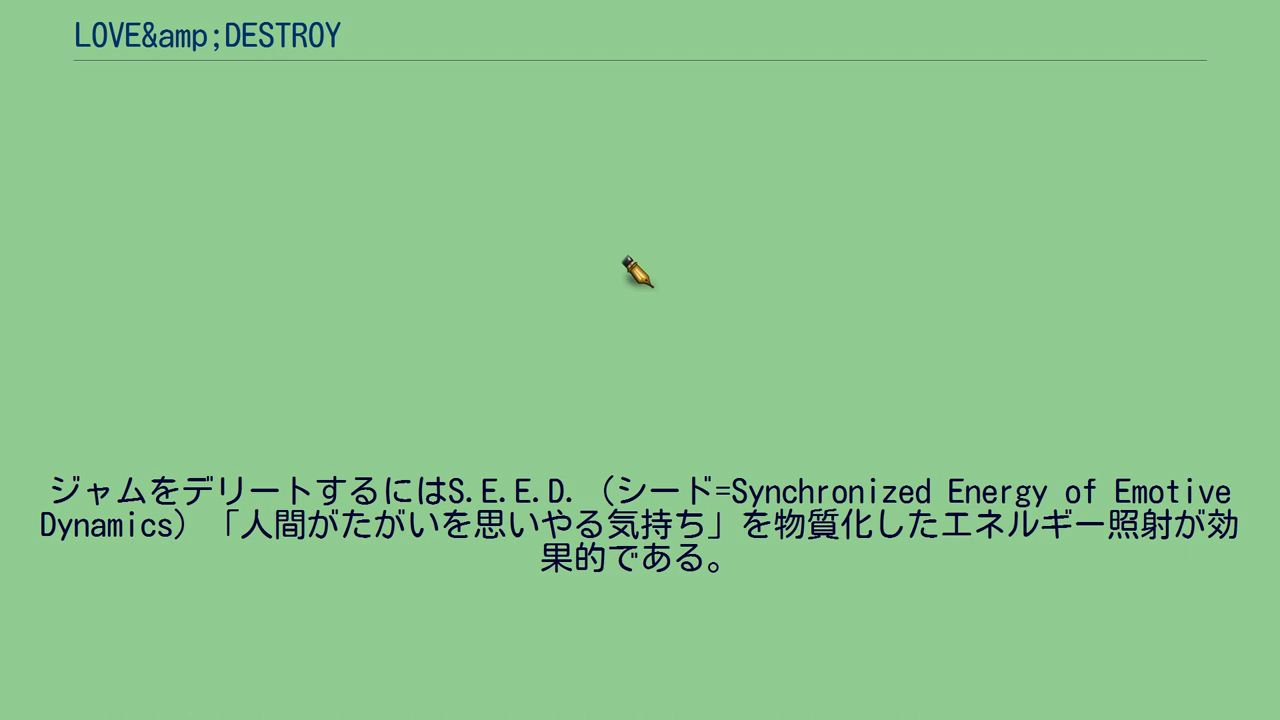 LOVE&amp;DESTROY
ジャムをデリートするにはS.E.E.D.（シード=Synchronized Energy of Emotive
Dynamics）「人間がたがいを思いやる気持ち」を物質化したエネルギー照射が効
果的である。